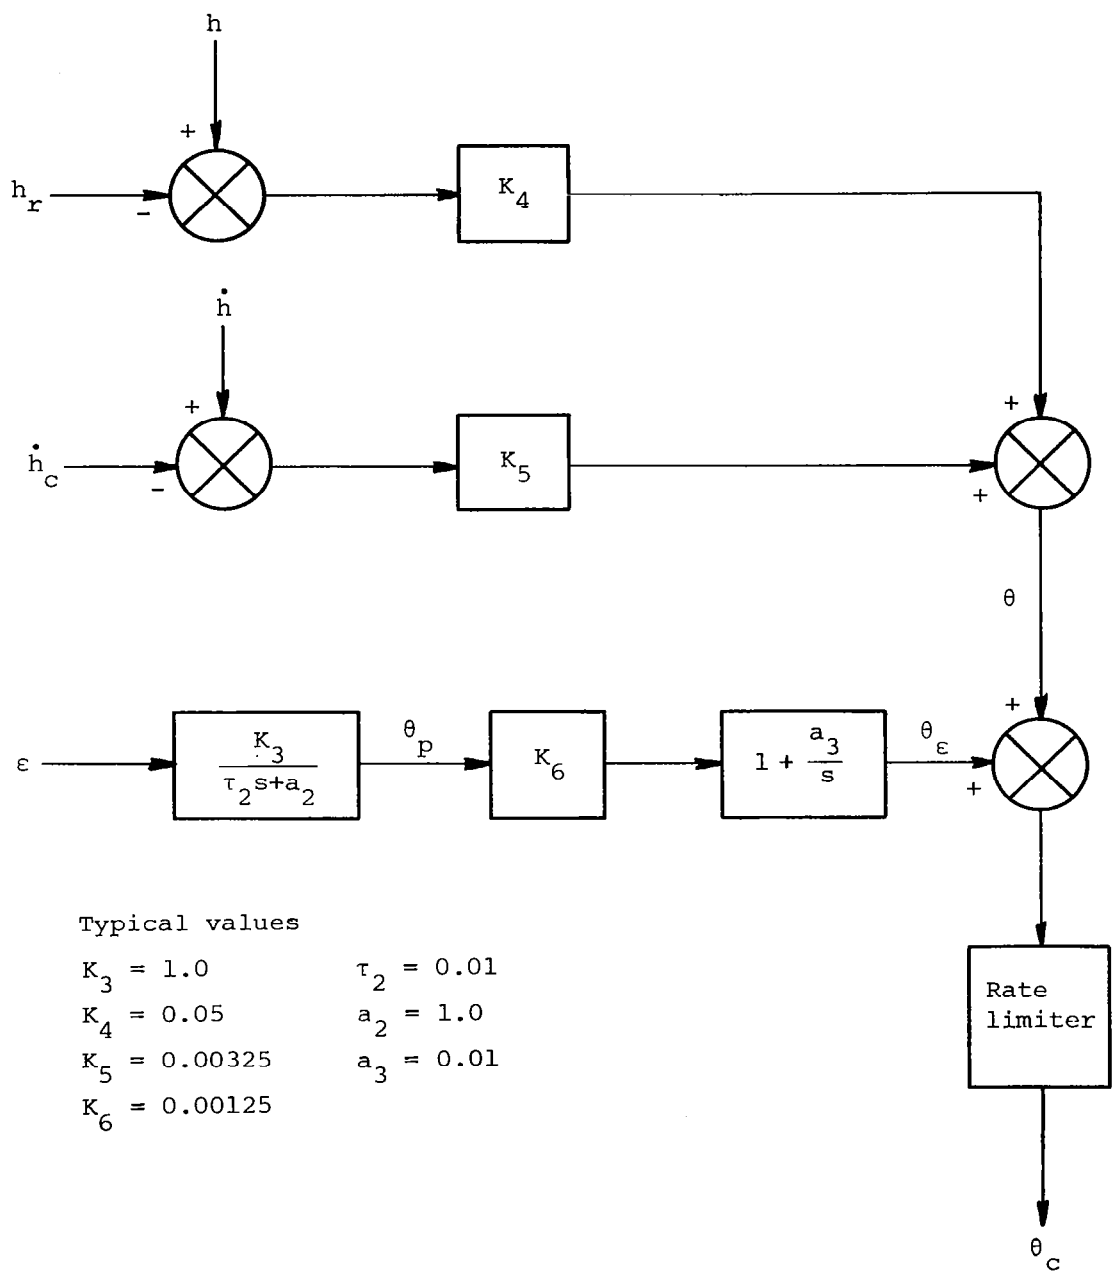 h
+
h_r
-
K_4
ḣ
+
+
ḣ_c
-
K_5
+
θ
+
ε
K_3
τ_2s+a_2
θ_p
K_6
1 + a_3/s
θ_ε
+
Typical values
K_3 = 1.0 τ_2 = 0.01
K_4 = 0.05 a_2 = 1.0
K_5 = 0.00325 a_3 = 0.01
K_6 = 0.00125
Rate
limiter
θ_c